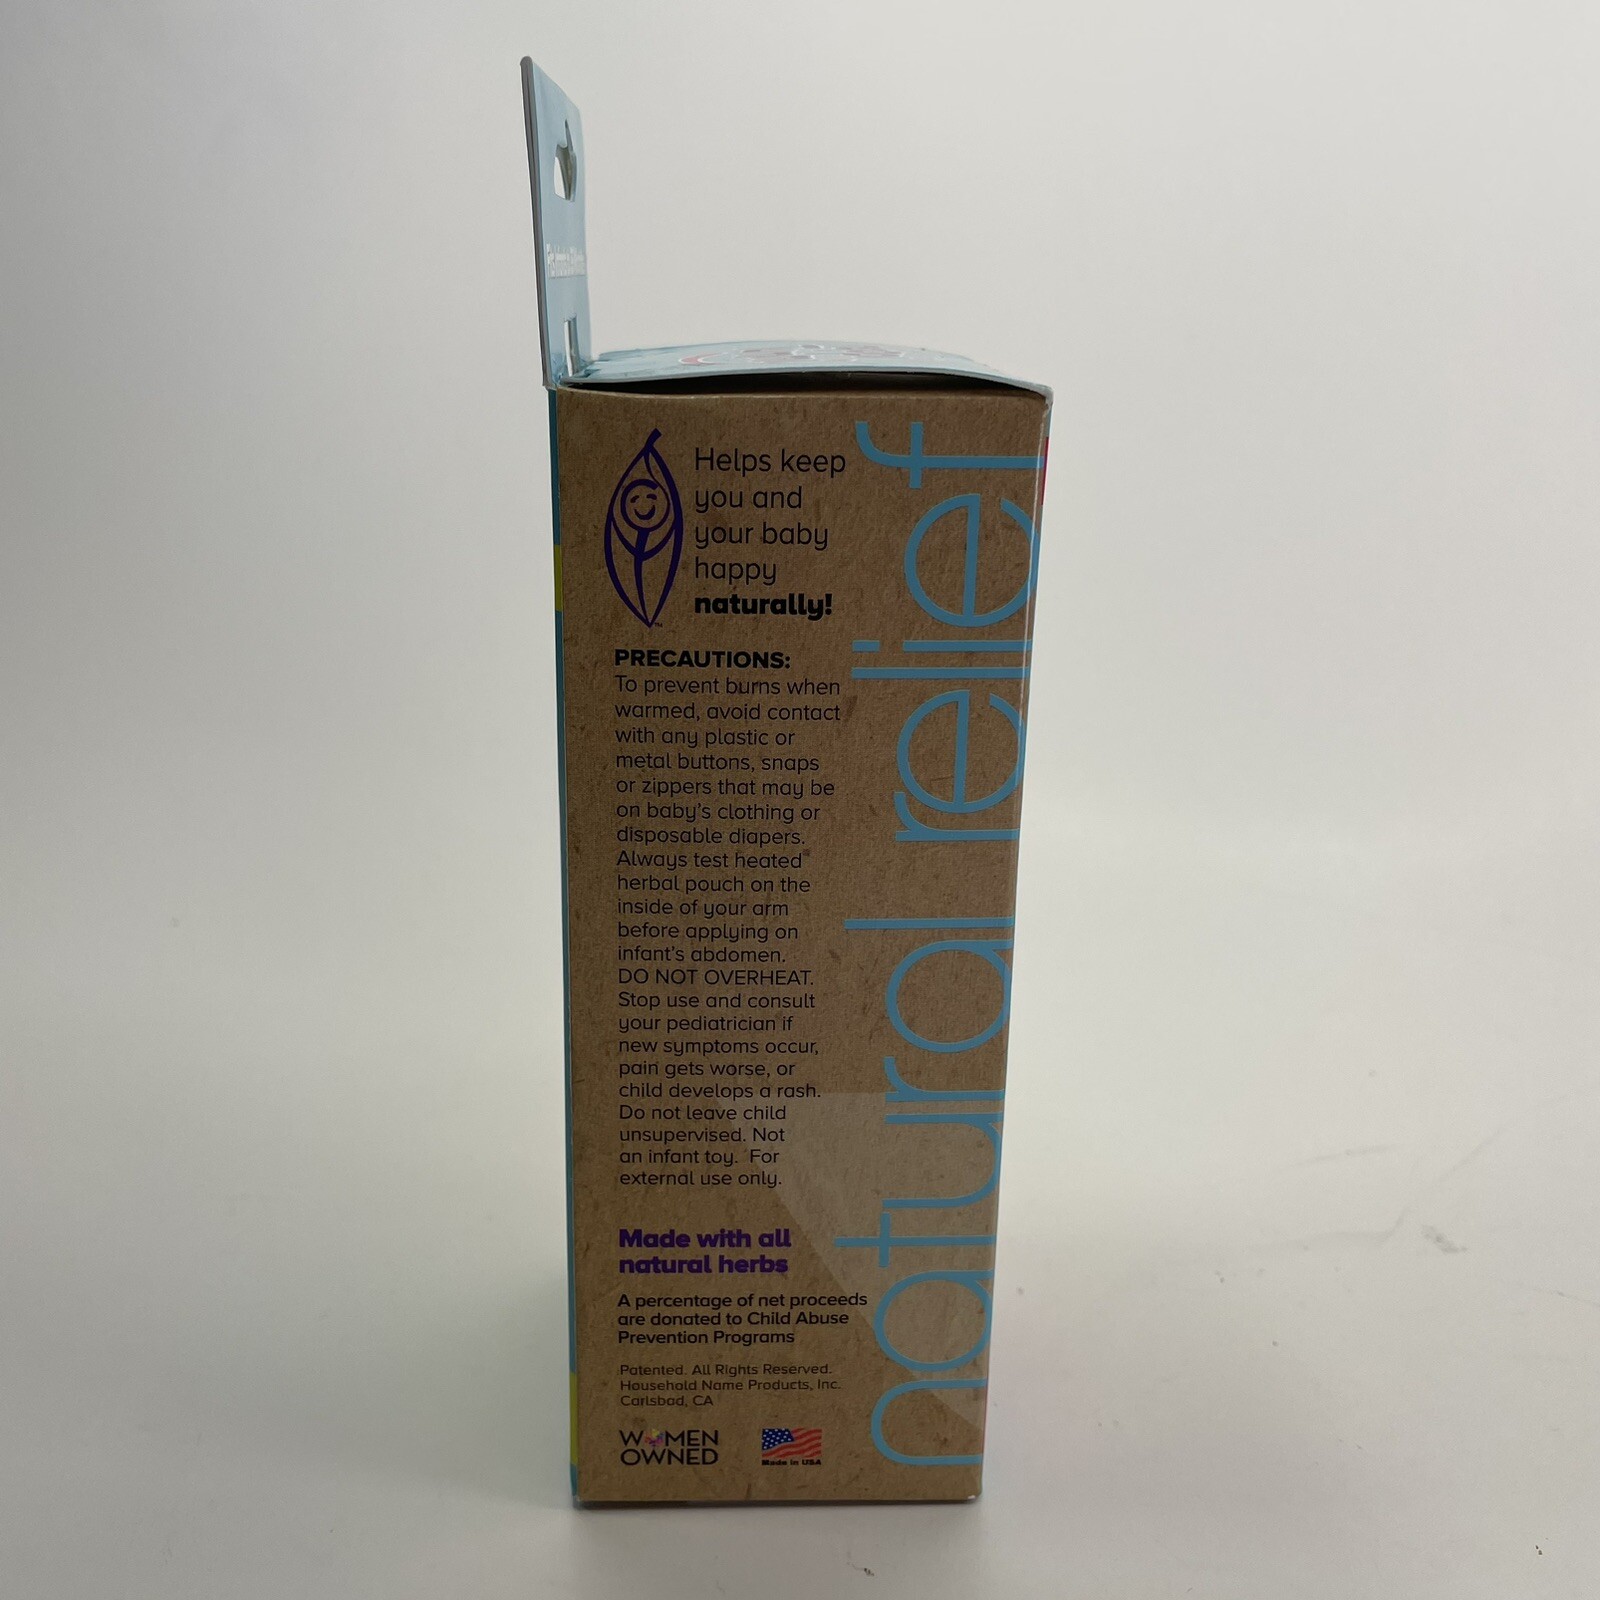 Helps keep
you and
your baby
happy
naturally!
TM
PRECAUTIONS:
To prevent burns when
warmed, avoid contact
with any plastic or
metal buttons, snaps
or zippers that may be
on baby's clothing or
disposable diapers.
Always test heated
herbal pouch on the
inside of your arm
before applying on
infant's abdomen.
DO NOT OVERHEAT.
Stop use and consult
your pediatrician if
new symptoms occur,
pain gets worse, or
child develops a rash.
Do not leave child
unsupervised. Not
an infant toy. For
external use only.
Made with all
natural herbs
A percentage of net proceeds
are donated to Child Abuse
Prevention Programs
Patented. All Rights Reserved.
Household Name Products, Inc.
Carlsbad, CA
WOMEN
OWNED
Made in USA
natural relief